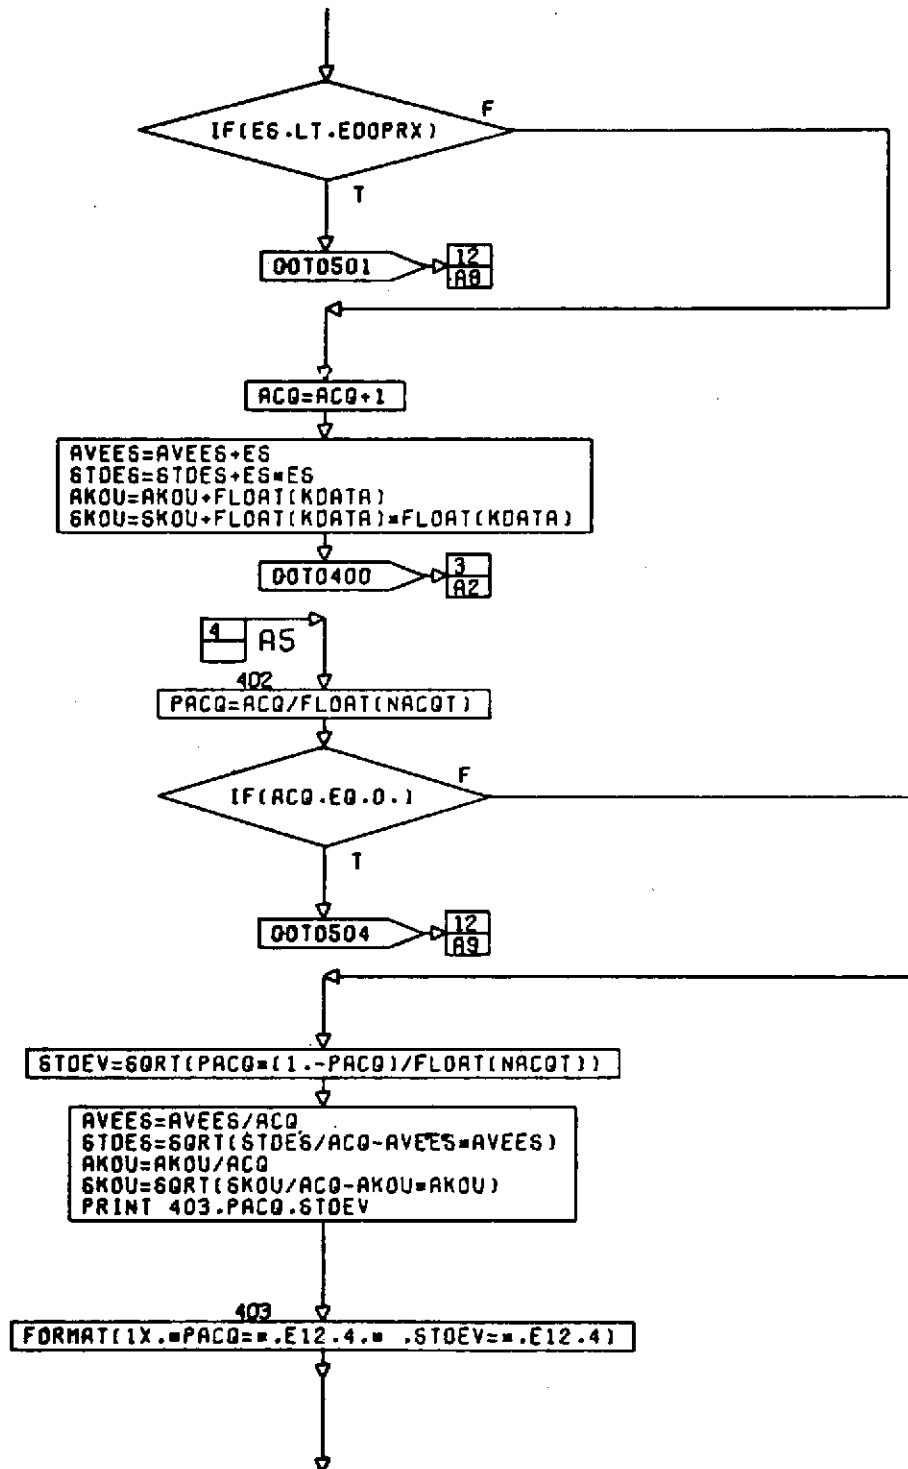 F
IF(ES.LT.EDOPRX)
T
GOTO501
12
A8
ACQ=ACQ+1
AVEES=AVEES+ES
STDES=STDES+ES*ES
AKOU=AKOU+FLOAT(KDATA)
SKOU=SKOU+FLOAT(KDATA)*FLOAT(KDATA)
GOTO400
3
A2
4
A5
402
PACQ=ACQ/FLOAT(NACQT)
F
IF(ACQ.EQ.0.)
T
GOTO504
12
A9
STDEV=SQRT(PACQ*(1.-PACQ)/FLOAT(NACQT))
AVEES=AVEES/ACQ
STDES=SQRT(STDES/ACQ-AVEES*AVEES)
AKOU=AKOU/ACQ
SKOU=SQRT(SKOU/ACQ-AKOU*AKOU)
PRINT 403.PACQ.STDEV
403
FORMAT(1X.*PACQ=*.E12.4.* .STDEV=*.E12.4)